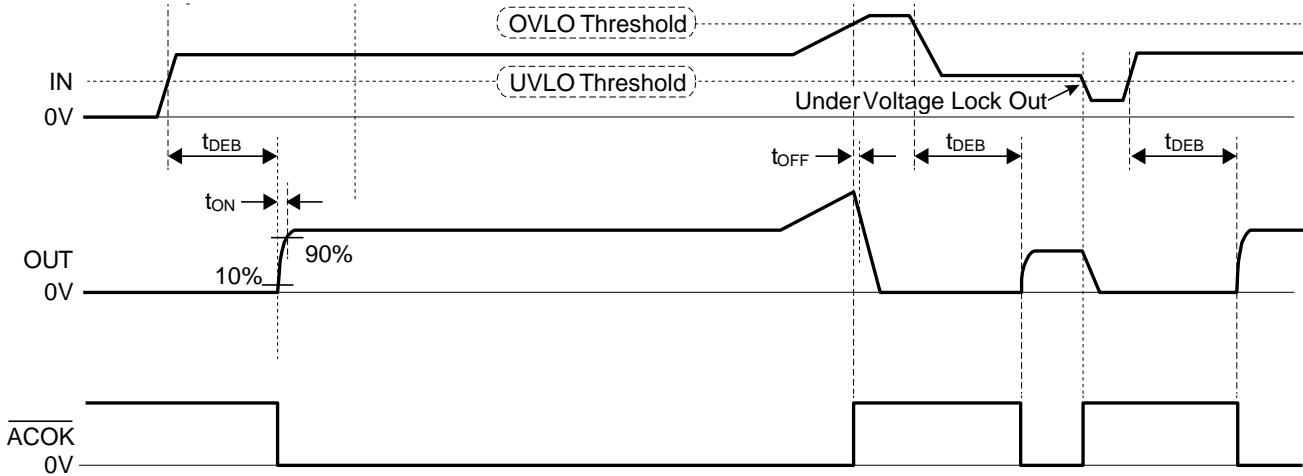 OVLO Threshold
IN
UVLO Threshold
Under Voltage Lock Out
0V
tDEB
tOFF
tDEB
tDEB
tON
90%
OUT
10%
0V
ACOK
0V